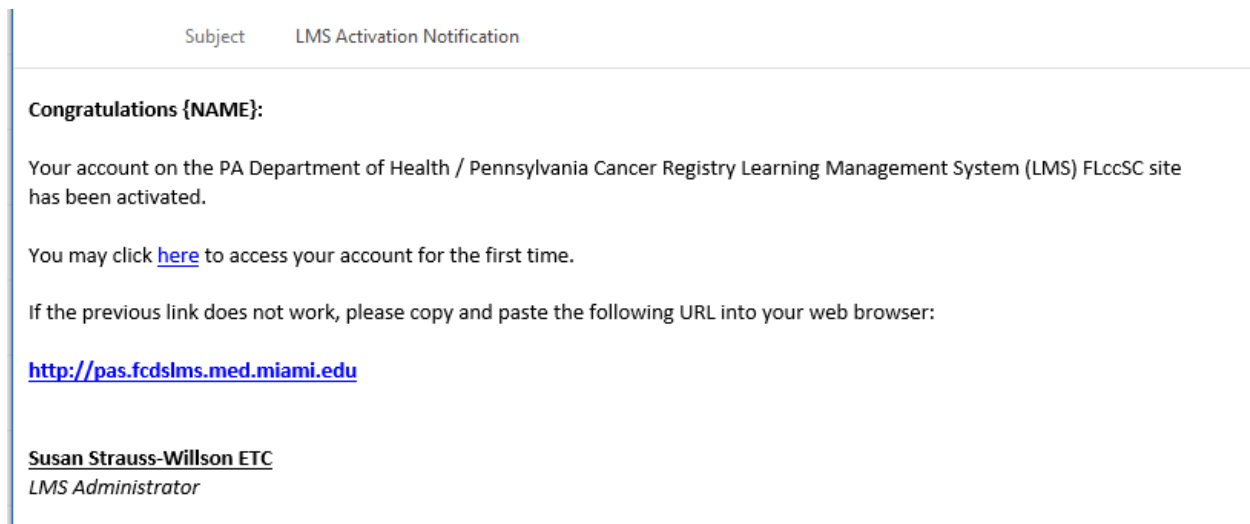 Subject LMS Activation Notification
Congratulations {NAME}:
Your account on the PA Department of Health / Pennsylvania Cancer Registry Learning Management System (LMS) FLccSC site
has been activated.
You may click here to access your account for the first time.
If the previous link does not work, please copy and paste the following URL into your web browser:
http://pas.fcdslms.med.miami.edu
Susan Strauss-Willson ETC
LMS Administrator